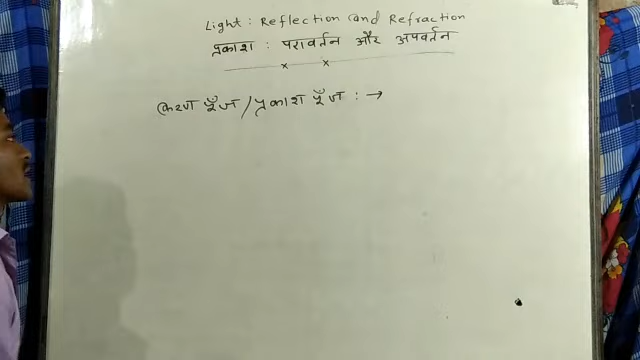 Light : Reflection and Refraction
प्रकाश : परावर्तन और अपवर्तन
किरण पूँज / प्रकाश पूँज : →